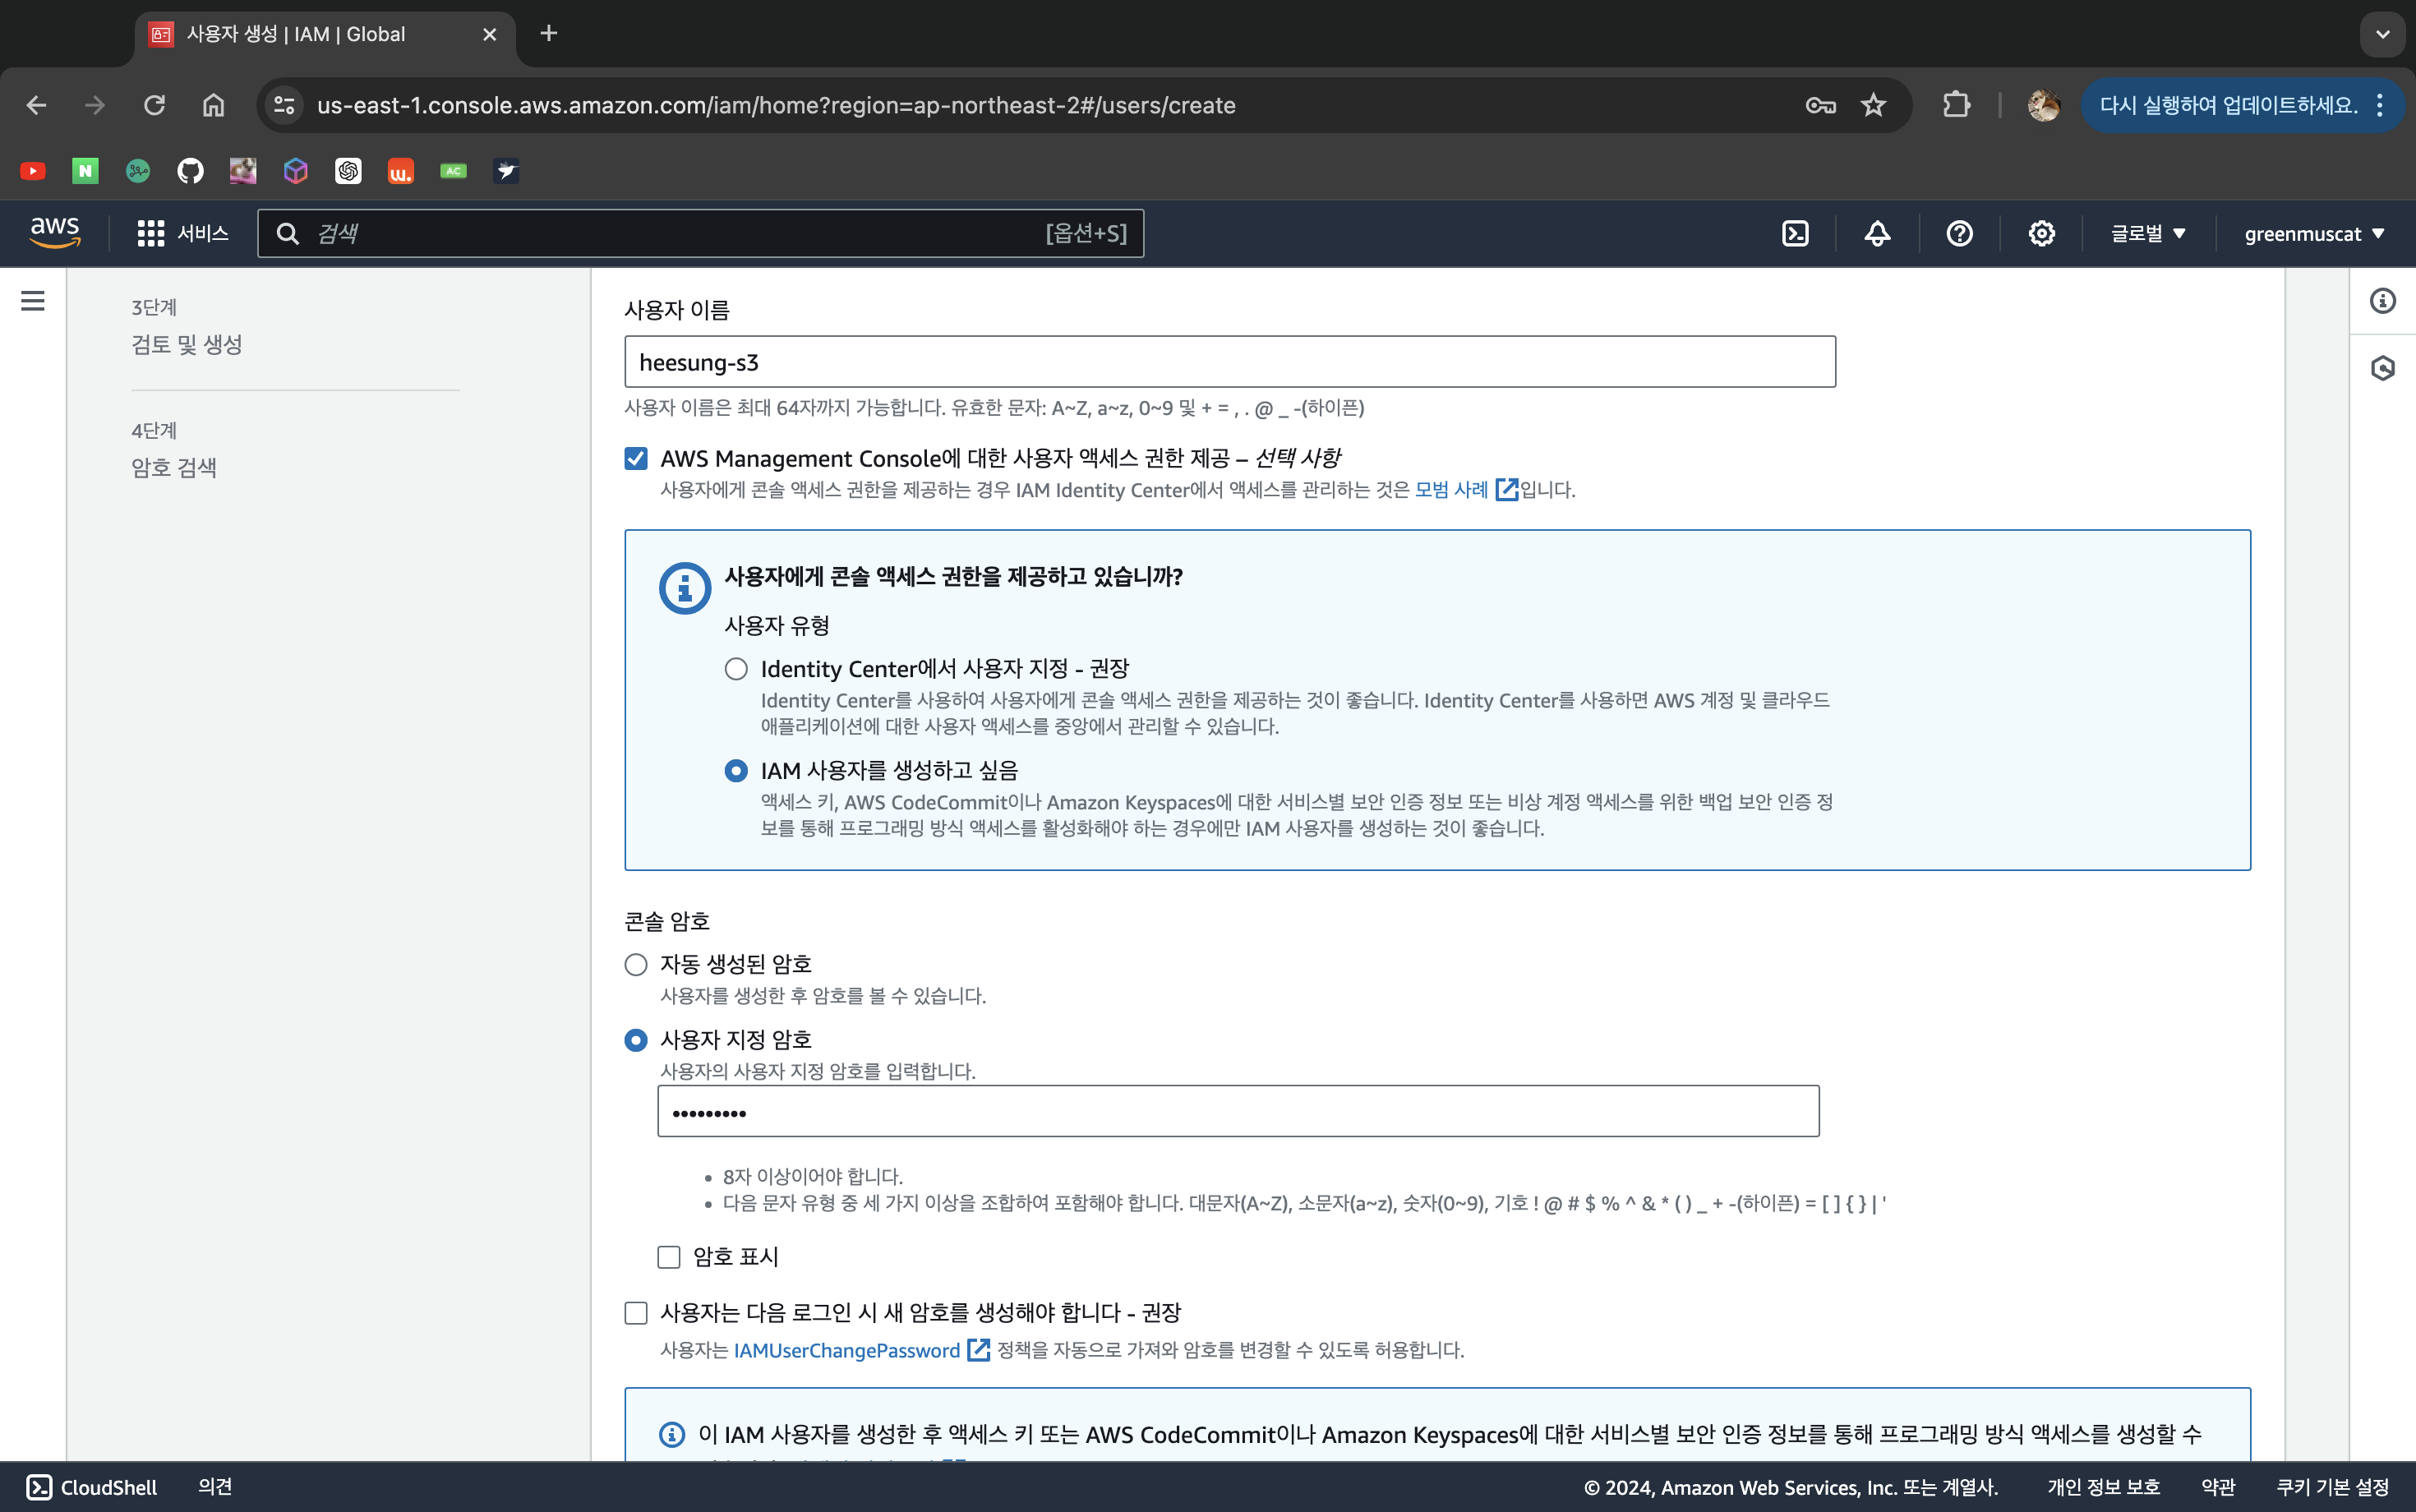 사용자 생성 | IAM | Global
us-east-1.console.aws.amazon.com/iam/home?region=ap-northeast-2#/users/create
다시 실행하여 업데이트하세요.
N
w.
AC
aws
서비스
검색
[옵션+S]
글로벌
greenmuscat
3단계
검토 및 생성
4단계
암호 검색
사용자 이름
heesung-s3
사용자 이름은 최대 64자까지 가능합니다. 유효한 문자: A~Z, a~z, 0~9 및 + = , . @ _ -(하이픈)
AWS Management Console에 대한 사용자 액세스 권한 제공 – 선택 사항
사용자에게 콘솔 액세스 권한을 제공하는 경우 IAM Identity Center에서 액세스를 관리하는 것은 모범 사례 입니다.
사용자에게 콘솔 액세스 권한을 제공하고 있습니까?
사용자 유형
Identity Center에서 사용자 지정 - 권장
Identity Center를 사용하여 사용자에게 콘솔 액세스 권한을 제공하는 것이 좋습니다. Identity Center를 사용하면 AWS 계정 및 클라우드
애플리케이션에 대한 사용자 액세스를 중앙에서 관리할 수 있습니다.
IAM 사용자를 생성하고 싶음
액세스 키, AWS CodeCommit이나 Amazon Keyspaces에 대한 서비스별 보안 인증 정보 또는 비상 계정 액세스를 위한 백업 보안 인증 정
보를 통해 프로그래밍 방식 액세스를 활성화해야 하는 경우에만 IAM 사용자를 생성하는 것이 좋습니다.
콘솔 암호
자동 생성된 암호
사용자를 생성한 후 암호를 볼 수 있습니다.
사용자 지정 암호
사용자의 사용자 지정 암호를 입력합니다.
•••••••••
• 8자 이상이어야 합니다.
• 다음 문자 유형 중 세 가지 이상을 조합하여 포함해야 합니다. 대문자(A~Z), 소문자(a~z), 숫자(0~9), 기호 ! @ # $ % ^ & * ( ) _ + -(하이픈) = [ ] { } | '
암호 표시
사용자는 다음 로그인 시 새 암호를 생성해야 합니다 - 권장
사용자는 IAMUserChangePassword 정책을 자동으로 가져와 암호를 변경할 수 있도록 허용합니다.
이 IAM 사용자를 생성한 후 액세스 키 또는 AWS CodeCommit이나 Amazon Keyspaces에 대한 서비스별 보안 인증 정보를 통해 프로그래밍 방식 액세스를 생성할 수
CloudShell
의견
© 2024, Amazon Web Services, Inc. 또는 계열사.
개인 정보 보호
약관
쿠키 기본 설정